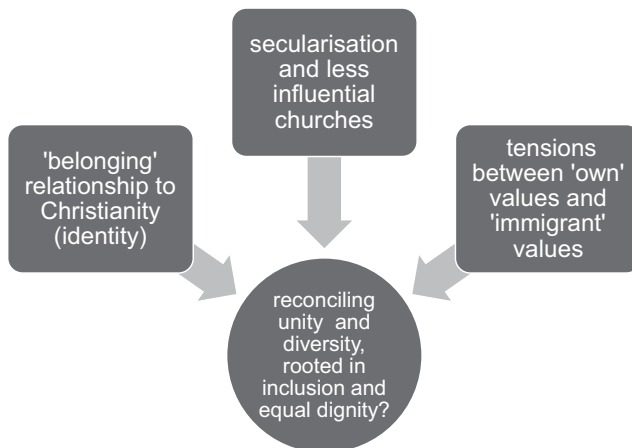 secularisation
and less
influential
churches
'belonging'
relationship to
Christianity
(identity)
tensions
between 'own'
values and
'immigrant'
values
reconciling
unity and
diversity,
rooted in
inclusion and
equal dignity?